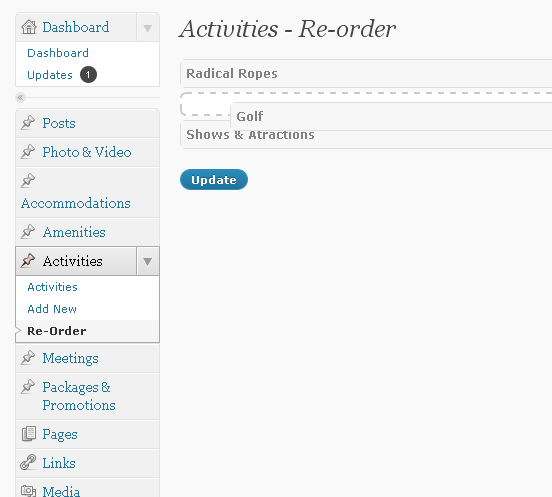 Dashboard
Dashboard
Updates 1
Posts
Photo & Video
Accommodations
Amenities
Activities
Activities
Add New
Re-Order
Meetings
Packages &
Promotions
Pages
Links
Media
Activities - Re-order
Radical Ropes
Golf
Shows & Atractions
Update